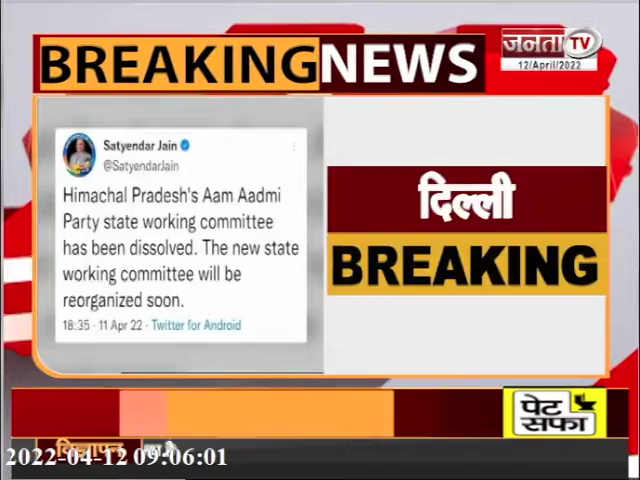 BREAKING NEWS
जनता TV
12/April/2022
Satyendar Jain
@SatyendarJain
Himachal Pradesh's Aam Aadmi
Party state working committee
has been dissolved. The new state
working committee will be
reorganized soon.
18:35 · 11 Apr 22 · Twitter for Android
दिल्ली
BREAKING
पेट
सफा
विज्ञापन
2022-04-12 09:06:01